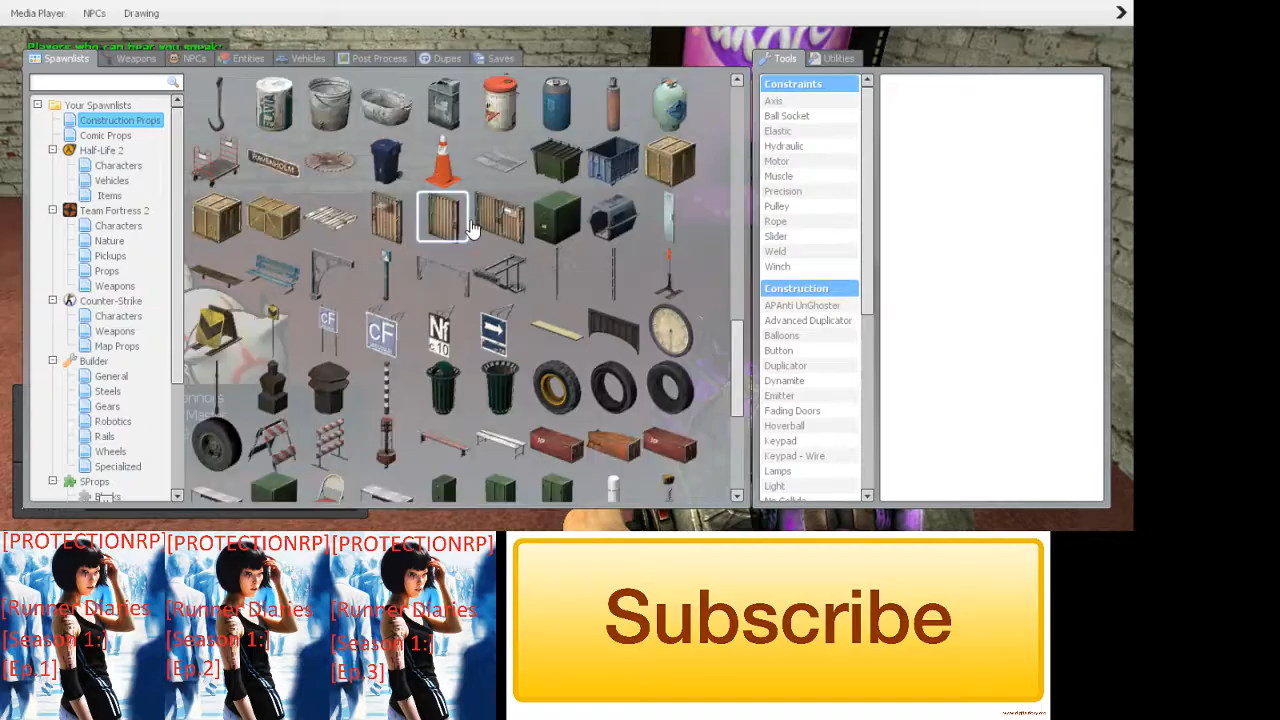 Media Player NPCs Drawing
Players who can hear you speak:
Spawnlists Weapons NPCs Entities Vehicles Post Process Dupes Saves
Your Spawnlists
Construction Props
Comic Props
Half-Life 2
Characters
Vehicles
Items
Team Fortress 2
Characters
Nature
Pickups
Props
Weapons
Counter-Strike
Characters
Weapons
Map Props
Builder
General
Steels
Gears
Robotics
Rails
Wheels
Specialized
SProps
RAVENHOLM
CF
CF
Tools Utilities
Constraints
Axis
Ball Socket
Elastic
Hydraulic
Motor
Muscle
Precision
Pulley
Rope
Slider
Weld
Winch
Construction
APAnti UnGhoster
Advanced Duplicator
Balloons
Button
Duplicator
Dynamite
Emitter
Fading Doors
Hoverball
Keypad
Keypad - Wire
Lamps
Light
No Collide
[PROTECTIONRP]
[Runner Diaries
[Season 1:]
[Ep.1]
[PROTECTIONRP]
[Runner Diaries
[Season 1:]
[Ep.2]
[PROTECTIONRP]
[Runner Diaries
[Season 1:]
[Ep.3]
Subscribe